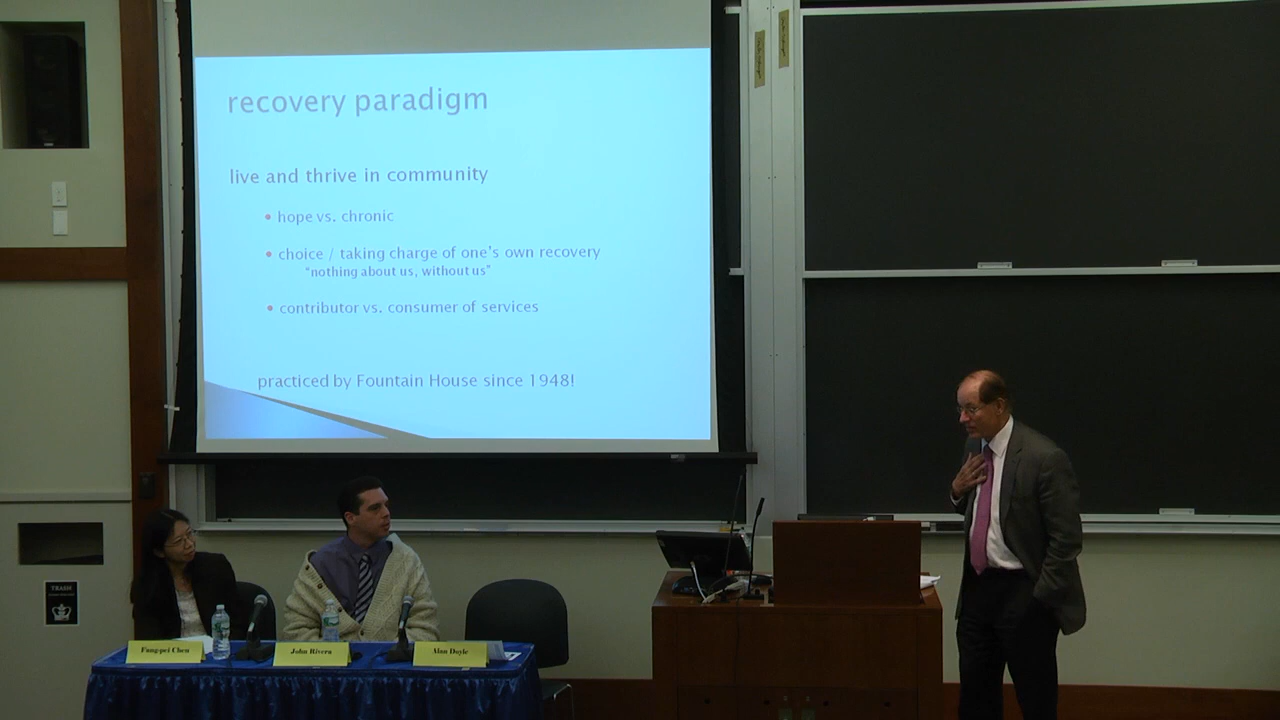 recovery paradigm
live and thrive in community
• hope vs. chronic
• choice / taking charge of one's own recovery
"nothing about us, without us"
• contributor vs. consumer of services
practiced by Fountain House since 1948!
TRASH
Fang-pei Chen
John Rivera
Alan Doyle